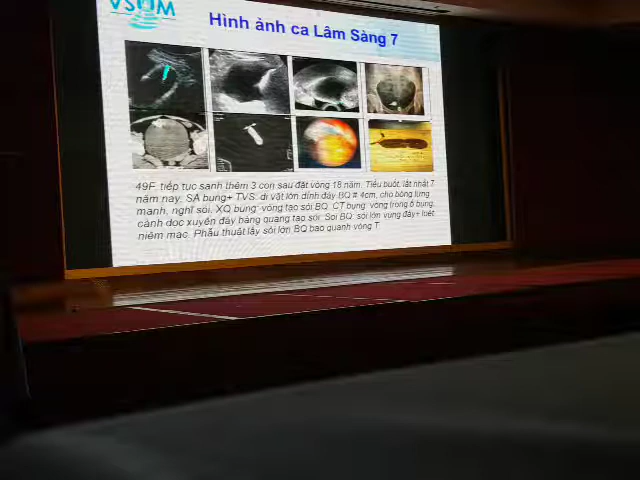 VSUM
Hình ảnh ca Lâm Sàng 7
49F, tiếp tục sanh thêm 3 con sau đặt vòng 18 năm. Tiểu buốt, lắt nhắt 7
năm nay. SA bụng+ TVS: dị vật lớn dính đáy BQ # 4cm, cho bóng lưng
mạnh, nghĩ sỏi. XQ bụng: vòng tạo sỏi BQ. CT bụng: vòng trong ổ bụng,
cành dọc xuyên đáy bàng quang tạo sỏi. Soi BQ: sỏi lớn vùng đáy+ loét
niêm mạc. Phẫu thuật lấy sỏi lớn BQ bao quanh vòng T